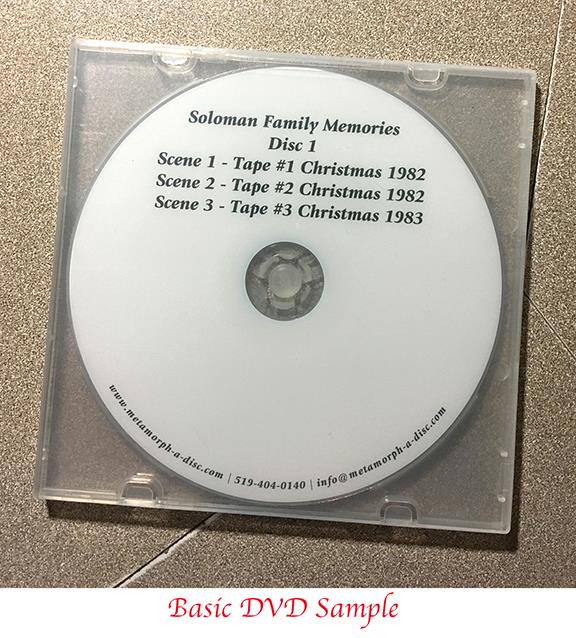 Soloman Family Memories
Disc 1
Scene 1 - Tape #1 Christmas 1982
Scene 2 - Tape #2 Christmas 1982
Scene 3 - Tape #3 Christmas 1983
www.metamorph-a-disc.com | 519-404-0140 | info@metamorph-a-disc.com
Basic DVD Sample